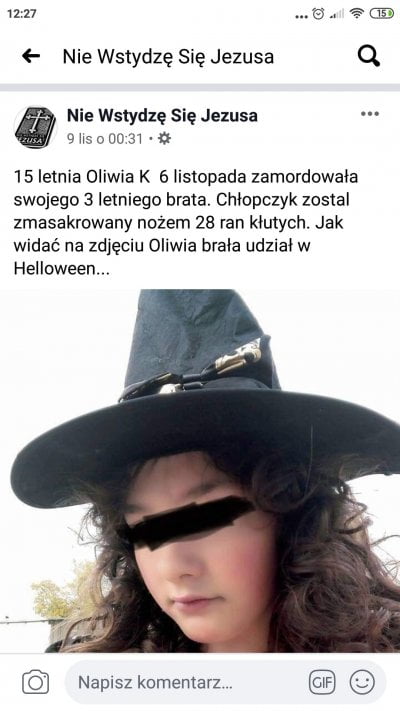 12:27
15
Nie Wstydzę Się Jezusa
ZUSA
Nie Wstydzę Się Jezusa
9 lis o 00:31 •
15 letnia Oliwia K 6 listopada zamordowała
swojego 3 letniego brata. Chłopczyk zostal
zmasakrowany nożem 28 ran kłutych. Jak
widać na zdjęciu Oliwia brała udział w
Helloween...
Napisz komentarz...
GIF